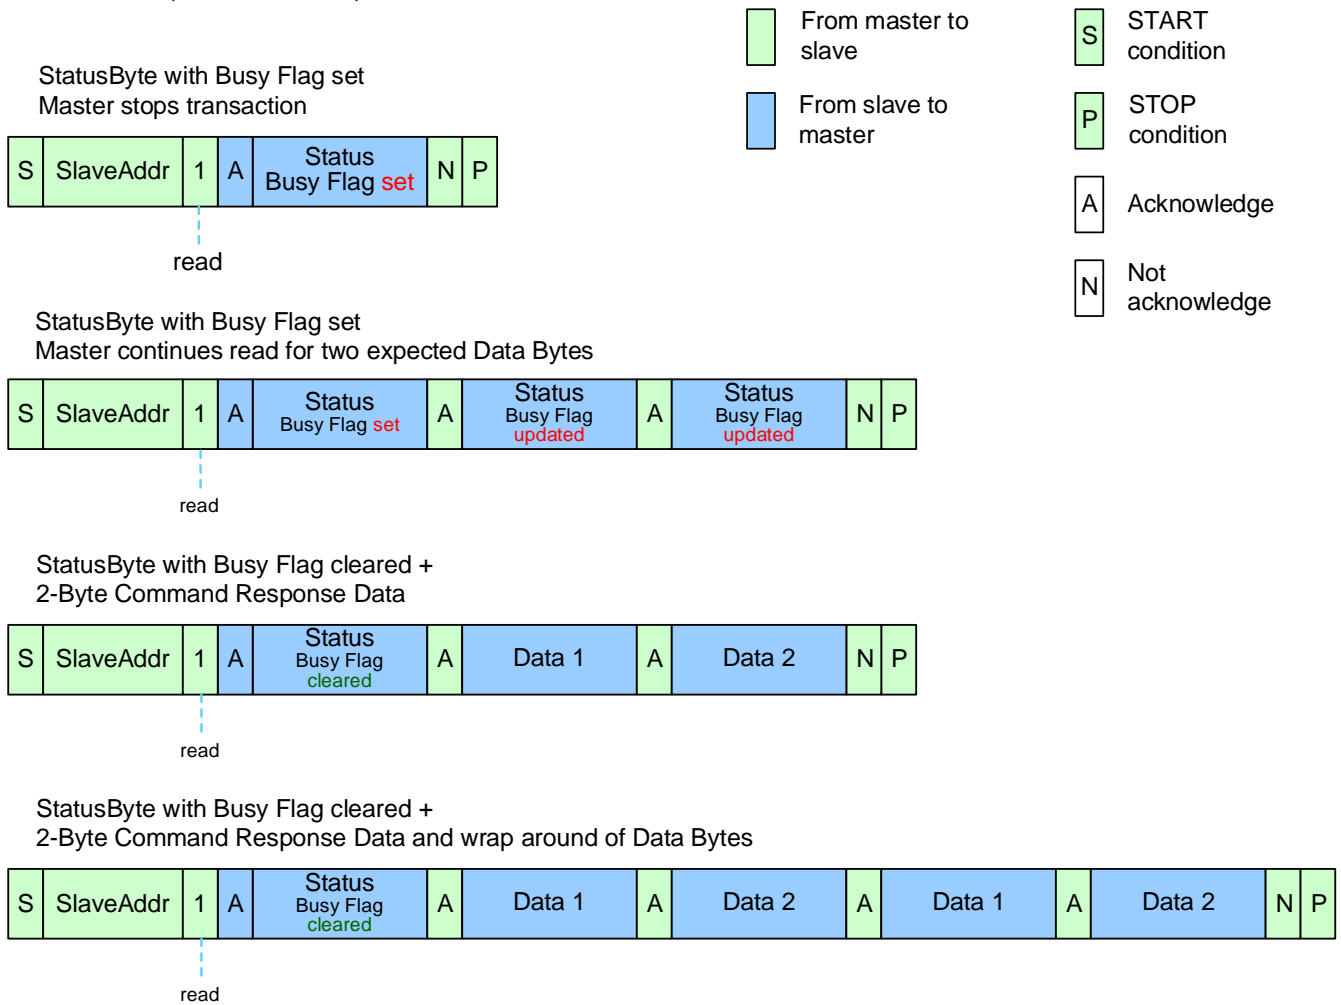 From master to
slave
S
START
condition
StatusByte with Busy Flag set
Master stops transaction
From slave to
master
P
STOP
condition
S SlaveAddr 1 A Status Busy Flag set N P
A
Acknowledge
read
N
Not
acknowledge
StatusByte with Busy Flag set
Master continues read for two expected Data Bytes
S SlaveAddr 1 A Status Busy Flag set A Status Busy Flag updated A Status Busy Flag updated N P
read
StatusByte with Busy Flag cleared +
2-Byte Command Response Data
S SlaveAddr 1 A Status Busy Flag cleared A Data 1 A Data 2 N P
read
StatusByte with Busy Flag cleared +
2-Byte Command Response Data and wrap around of Data Bytes
S SlaveAddr 1 A Status Busy Flag cleared A Data 1 A Data 2 A Data 1 A Data 2 N P
read